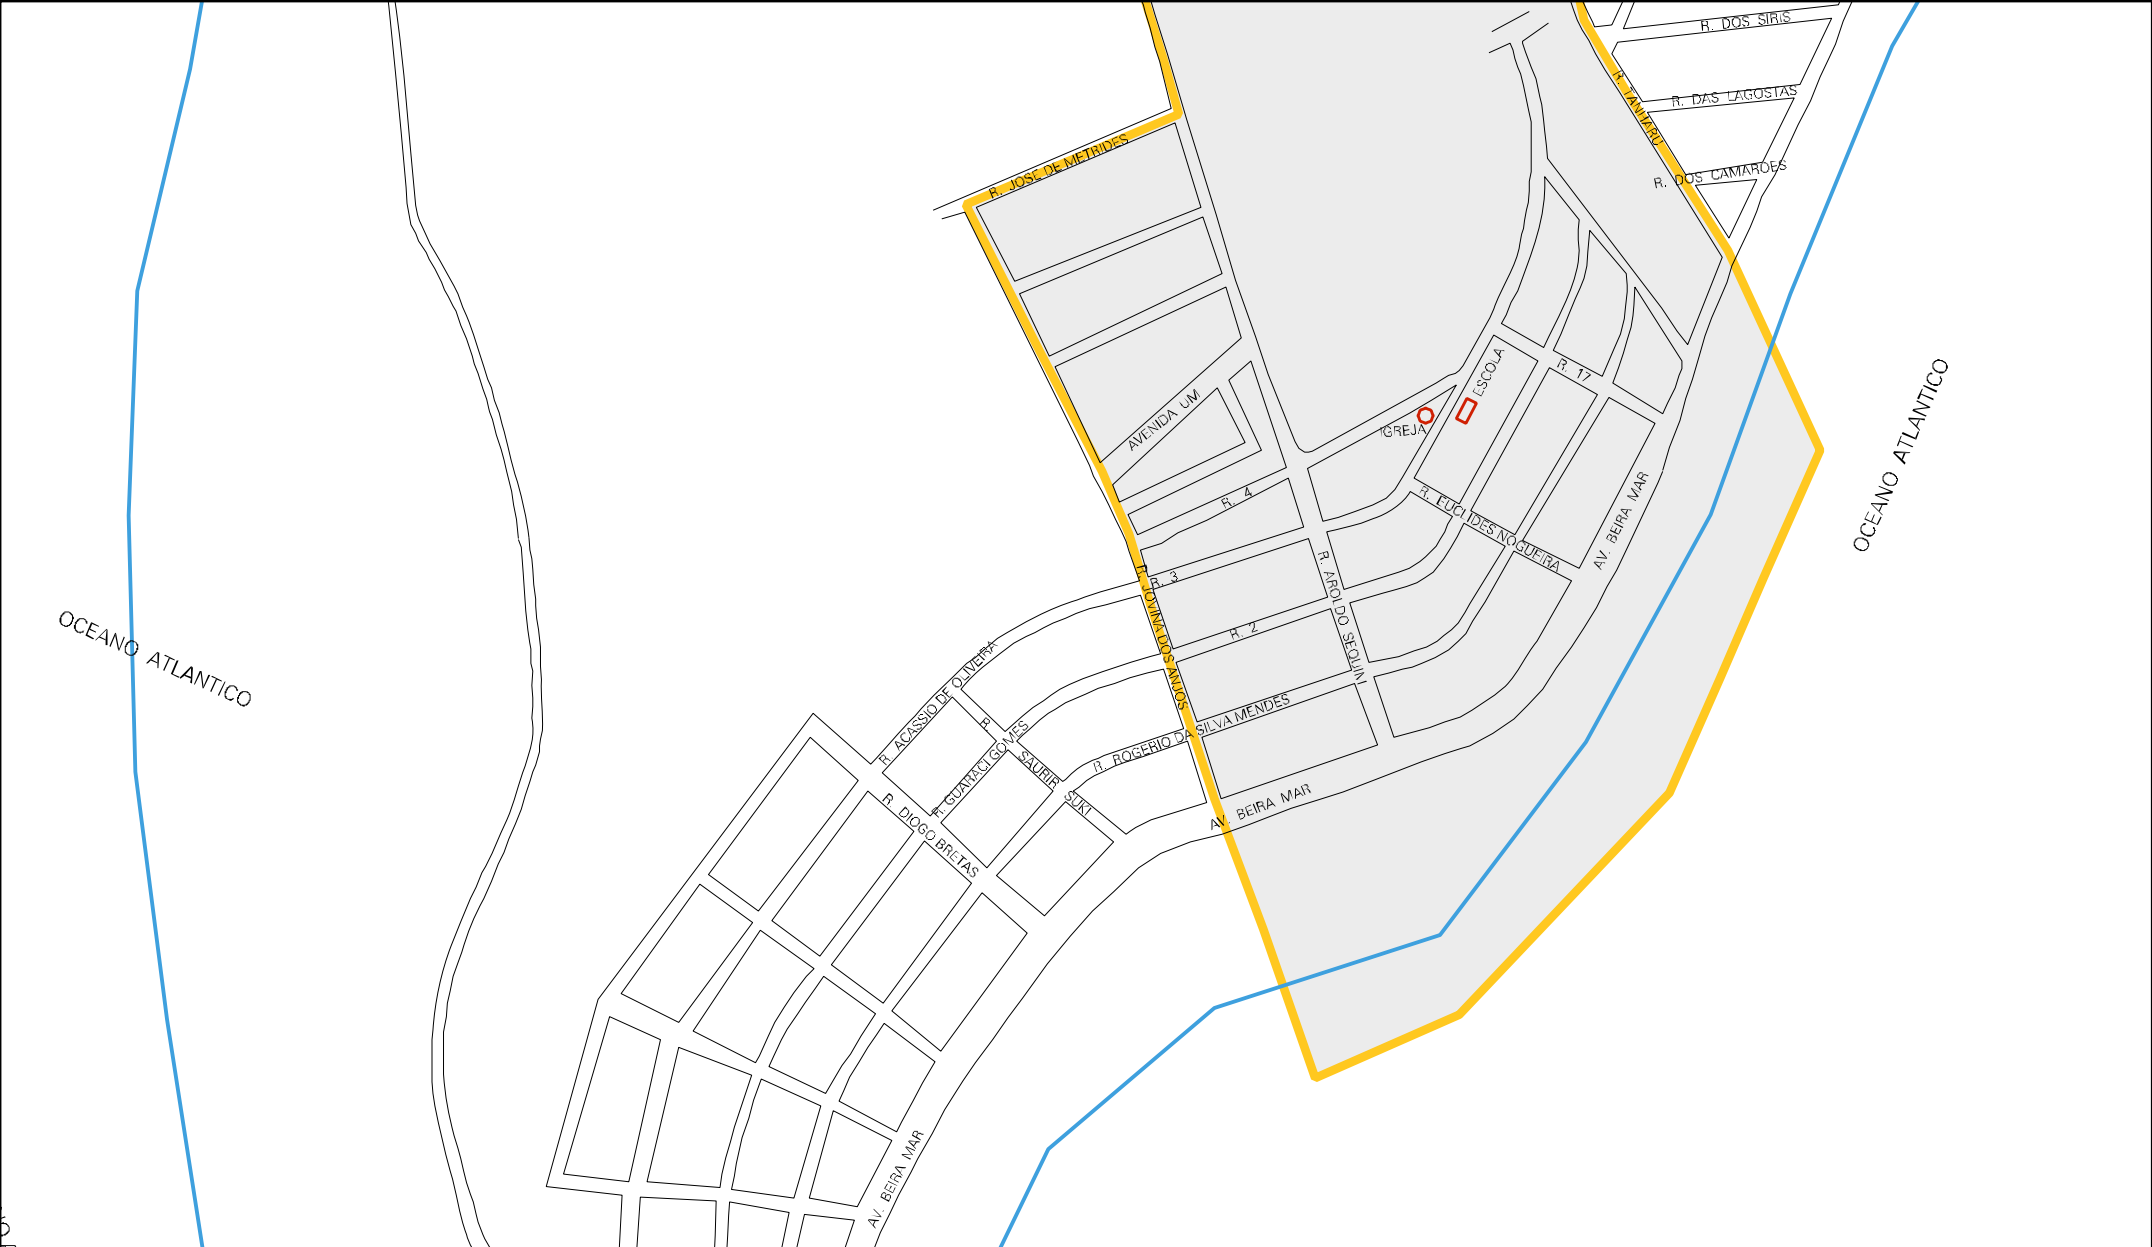 R. DOS SIRIS
R. TANHARU
R. DAS LAGOSTAS
R. DOS CAMAROES
R. JOSE DE METRIDES
ESCOLA
R. 17
IGREJA
AVENIDA UM
R. 4
R. EUCLIDES NOGUEIRA
AV. BEIRA MAR
OCEANO ATLANTICO
R. 3
R. JOVINA DOS ANJOS
R. AROLDO SEQUINI
R. 2
OCEANO ATLANTICO
R. ACASSIO DE OLIVEIRA
R. GUARACI GOMES
R. SAURIR SUKI
R. ROGERIO DA SILVA MENDES
R. DIOGO BRETAS
AV. BEIRA MAR
AV. BEIRA MAR